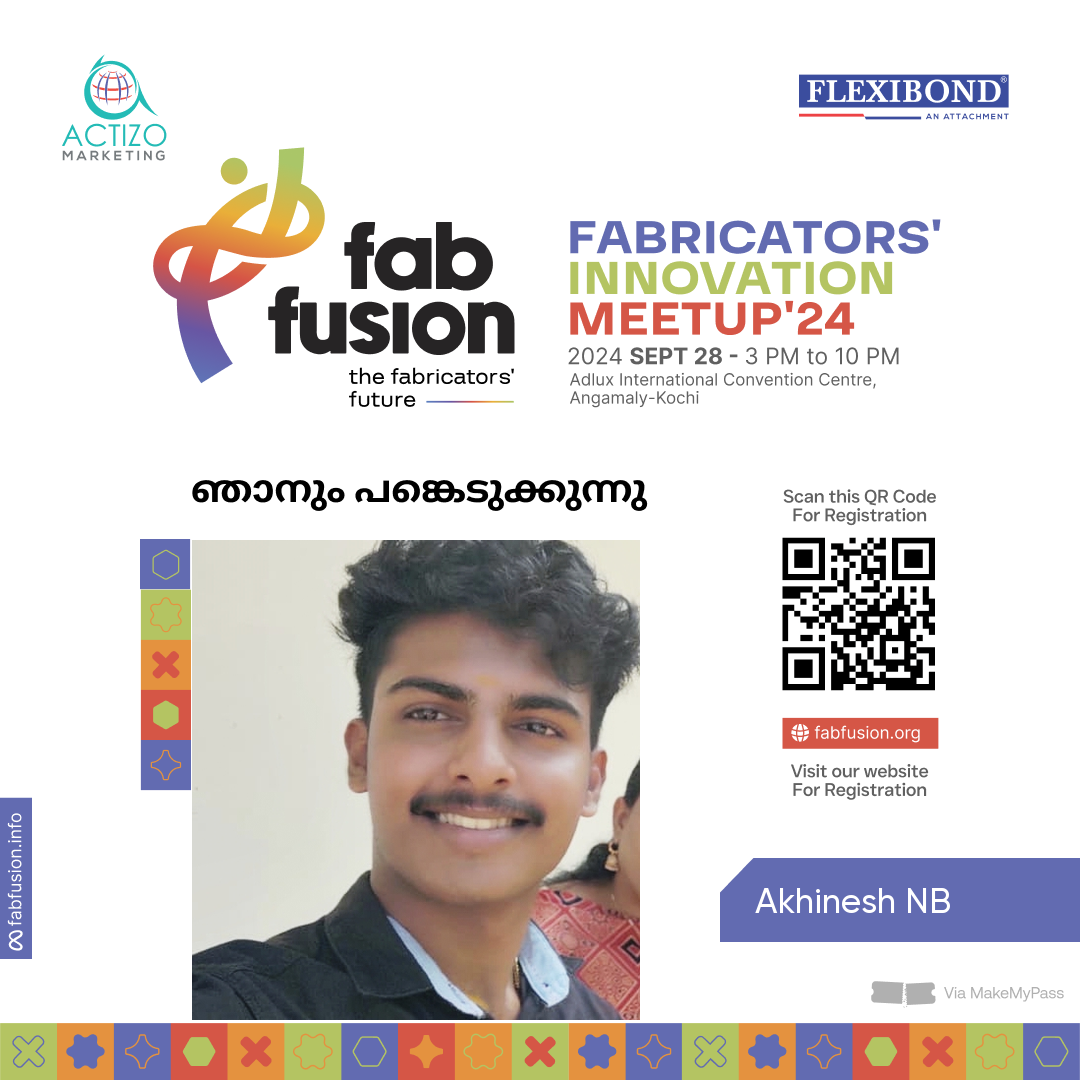 ACTIZO
MARKETING
FLEXIBOND®
AN ATTACHMENT
fab
fusion
the fabricators'
future
FABRICATORS'
INNOVATION
MEETUP'24
2024 SEPT 28 - 3 PM to 10 PM
Adlux International Convention Centre,
Angamaly-Kochi
ഞാനും പങ്കെടുക്കുന്നു
Scan this QR Code
For Registration
fabfusion.org
Visit our website
For Registration
fabfusion.info
Akhinesh NB
Via MakeMyPass